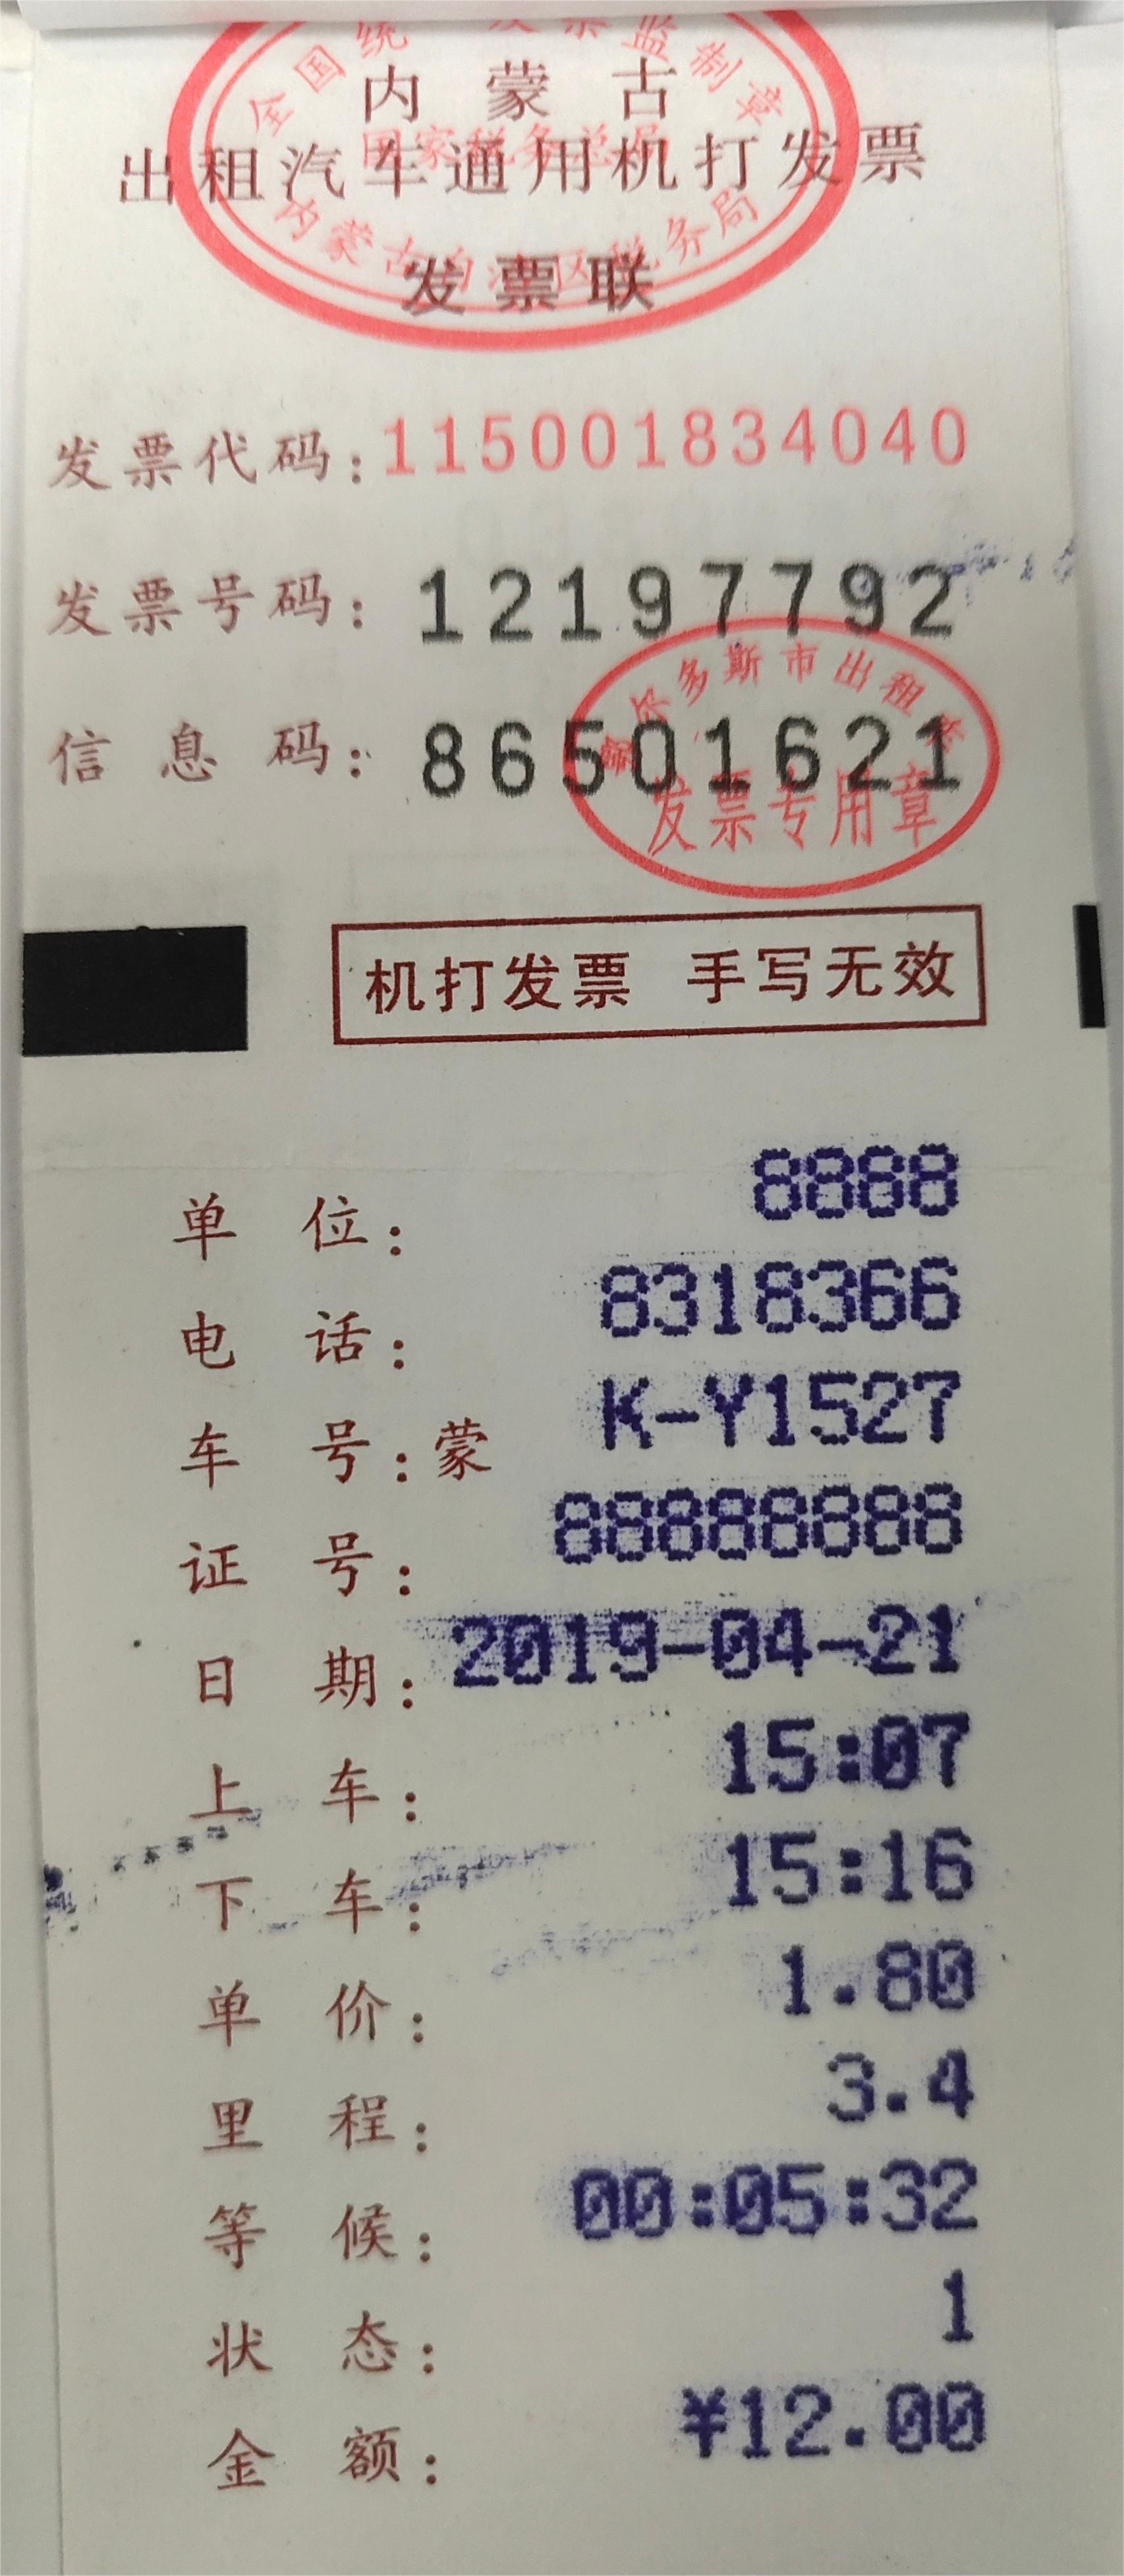 全国统一发票监制章
内蒙古
国家税务总局
出租汽车通用机打发票
内蒙古自治区税务局
发票联
发票代码:115001834040
发票号码:12197792
信息码:86501621
尔多斯市出租
发票专用章
机打发票 手写无效
单位:8888
电话:8318366
车号:蒙K-Y1527
证号:88888888
日期:2019-04-21
上车:15:07
下车:15:16
单价:1.80
里程:3.4
等候:00:05:32
状态:1
金额:¥12.00